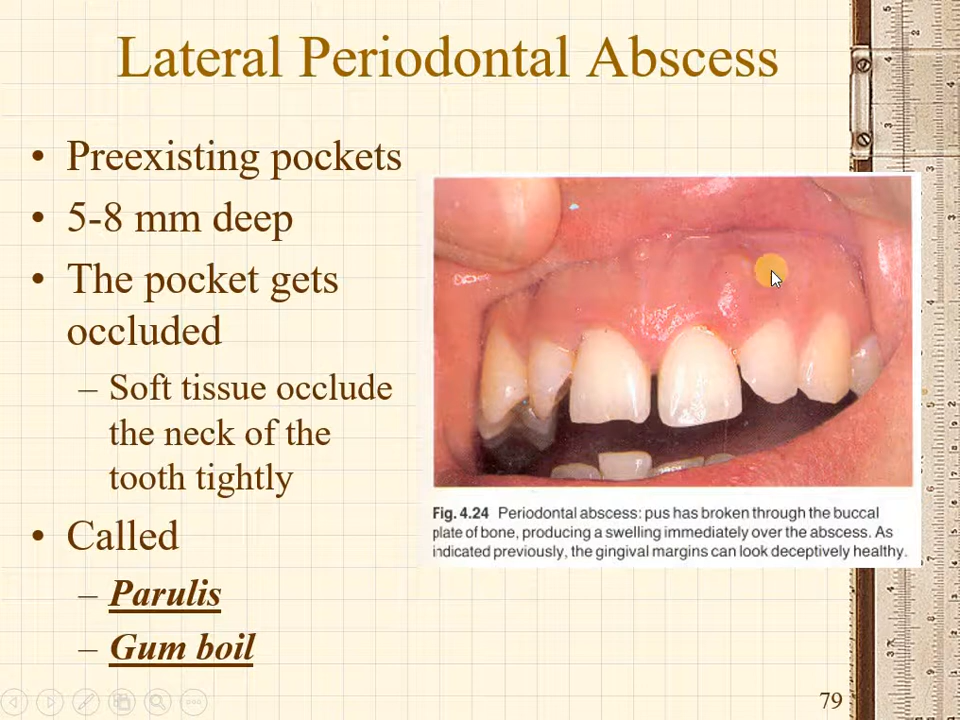 Lateral Periodontal Abscess
• Preexisting pockets
• 5-8 mm deep
• The pocket gets
occluded
– Soft tissue occlude
the neck of the
tooth tightly
• Called
– Parulis
– Gum boil
Fig. 4.24 Periodontal abscess: pus has broken through the buccal
plate of bone, producing a swelling immediately over the abscess. As
indicated previously, the gingival margins can look deceptively healthy.
79